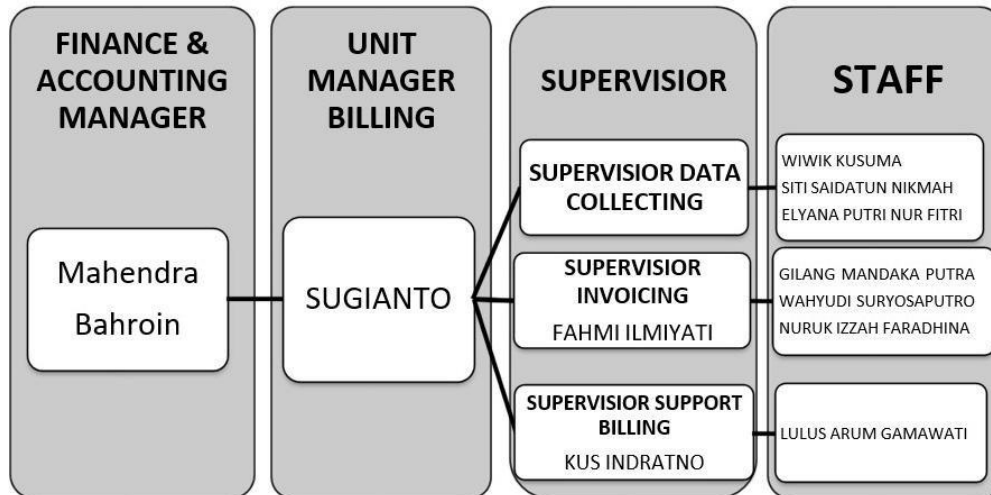 FINANCE &
ACCOUNTING
MANAGER
Mahendra
Bahroin
UNIT
MANAGER
BILLING
SUGIANTO
SUPERVISIOR
SUPERVISIOR DATA
COLLECTING
SUPERVISIOR
INVOICING
FAHMI ILMIYATI
SUPERVISIOR SUPPORT
BILLING
KUS INDRATNO
STAFF
WIWIK KUSUMA
SITI SAIDATUN NIKMAH
ELYANA PUTRI NUR FITRI
GILANG MANDAKA PUTRA
WAHYUDI SURYOSAPUTRO
NURUK IZZAH FARADHINA
LULUS ARUM GAMAWATI